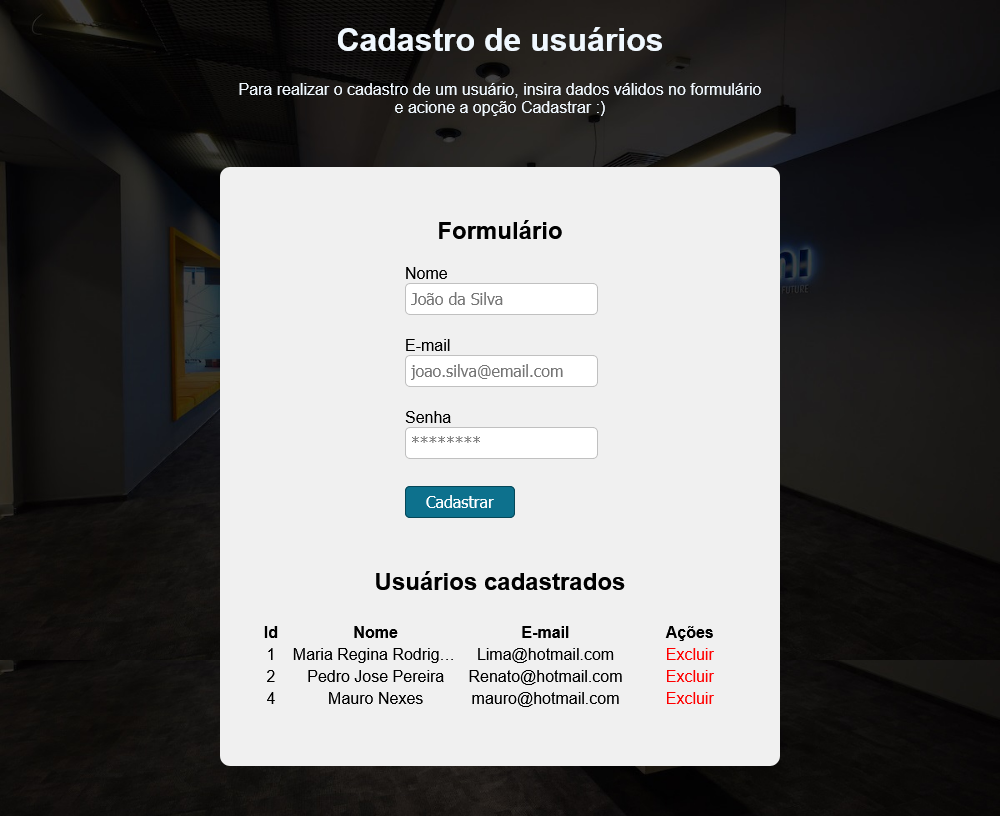 Cadastro de usuários
Para realizar o cadastro de um usuário, insira dados válidos no formulário
e acione a opção Cadastrar :)
Formulário
Nome
João da Silva
E-mail
joao.silva@email.com
Senha
********
Cadastrar
Usuários cadastrados
Id Nome E-mail Ações
1 Maria Regina Rodrig… Lima@hotmail.com Excluir
2 Pedro Jose Pereira Renato@hotmail.com Excluir
4 Mauro Nexes mauro@hotmail.com Excluir